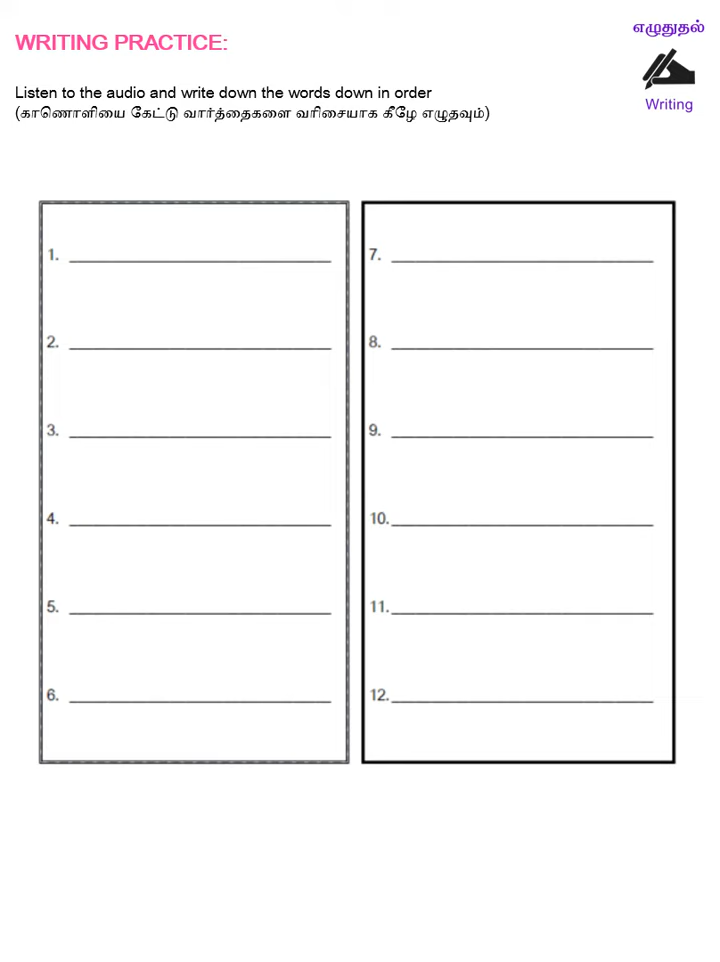 எழுதுதல்
WRITING PRACTICE:
Writing
Listen to the audio and write down the words down in order
(காணொளியை கேட்டு வார்த்தைகளை வரிசையாக கீழே எழுதவும்)
1.
2.
3.
4.
5.
6.
7.
8.
9.
10.
11.
12.